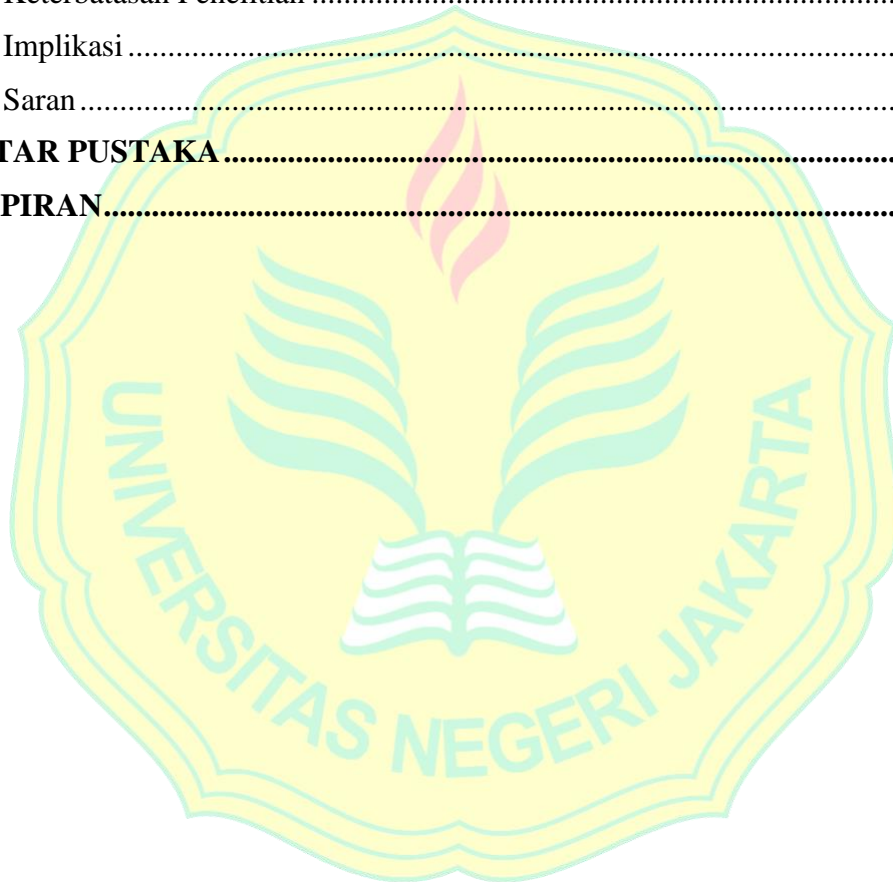 Keterbatasan Penelitian ................................................................................
Implikasi ................................................................................
Saran ................................................................................
TAR PUSTAKA ................................................................................
PIRAN ................................................................................
UNIVERSITAS NEGERI JAKARTA